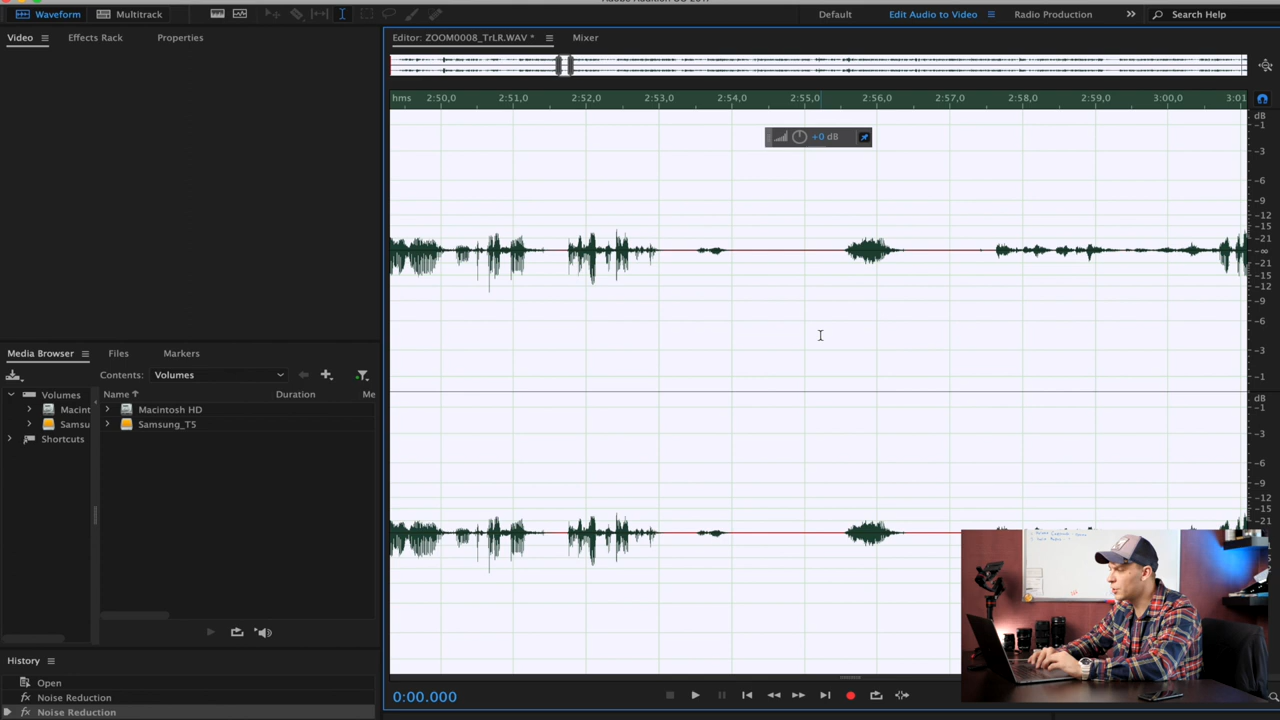 Waveform Multitrack Default Edit Audio to Video Radio Production Search Help
Video Effects Rack Properties Editor: ZOOM0008_TrLR.WAV * Mixer
hms 2:50,0 2:51,0 2:52,0 2:53,0 2:54,0 2:55,0 2:56,0 2:57,0 2:58,0 2:59,0 3:00,0 3:01
+0 dB
dB
-1
-3
-6
-9
-12
-15
-21
-∞
-21
-15
-12
-9
-6
-3
-1
dB
-1
-3
-6
-9
-12
-15
-21
Media Browser Files Markers
Contents: Volumes
Name Duration Me
Volumes
Macint
Samsu
Shortcuts
Macintosh HD
Samsung_T5
History
Open
Noise Reduction
Noise Reduction
0:00.000